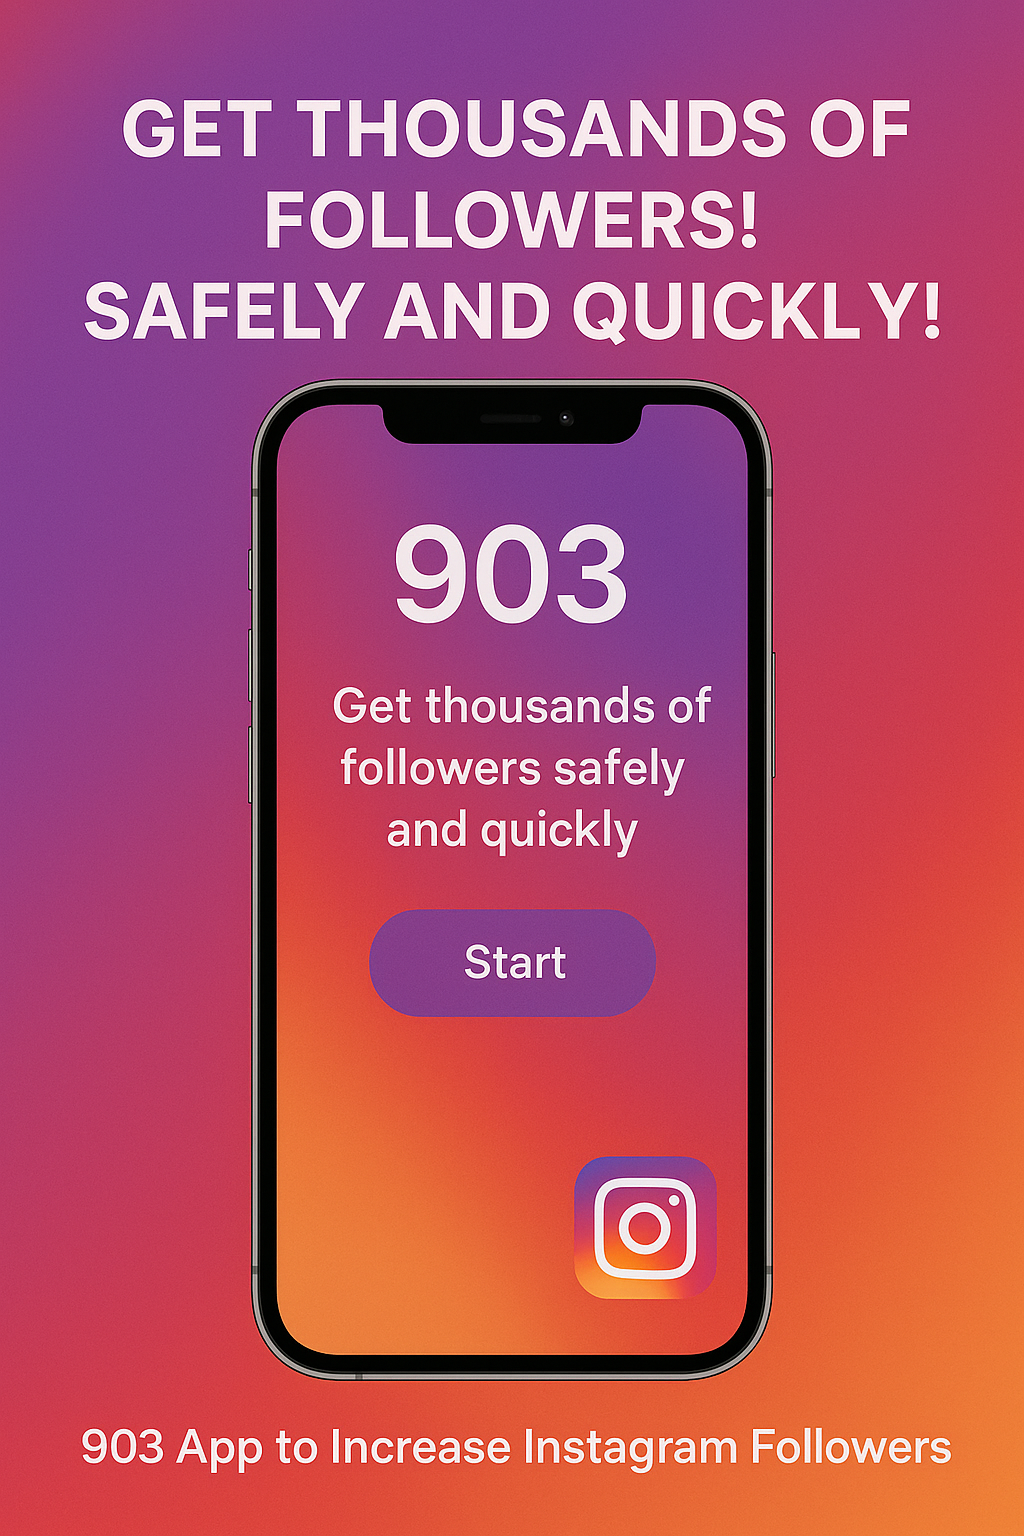 GET THOUSANDS OF
FOLLOWERS!
SAFELY AND QUICKLY!
903
Get thousands of
followers safely
and quickly
Start
903 App to Increase Instagram Followers